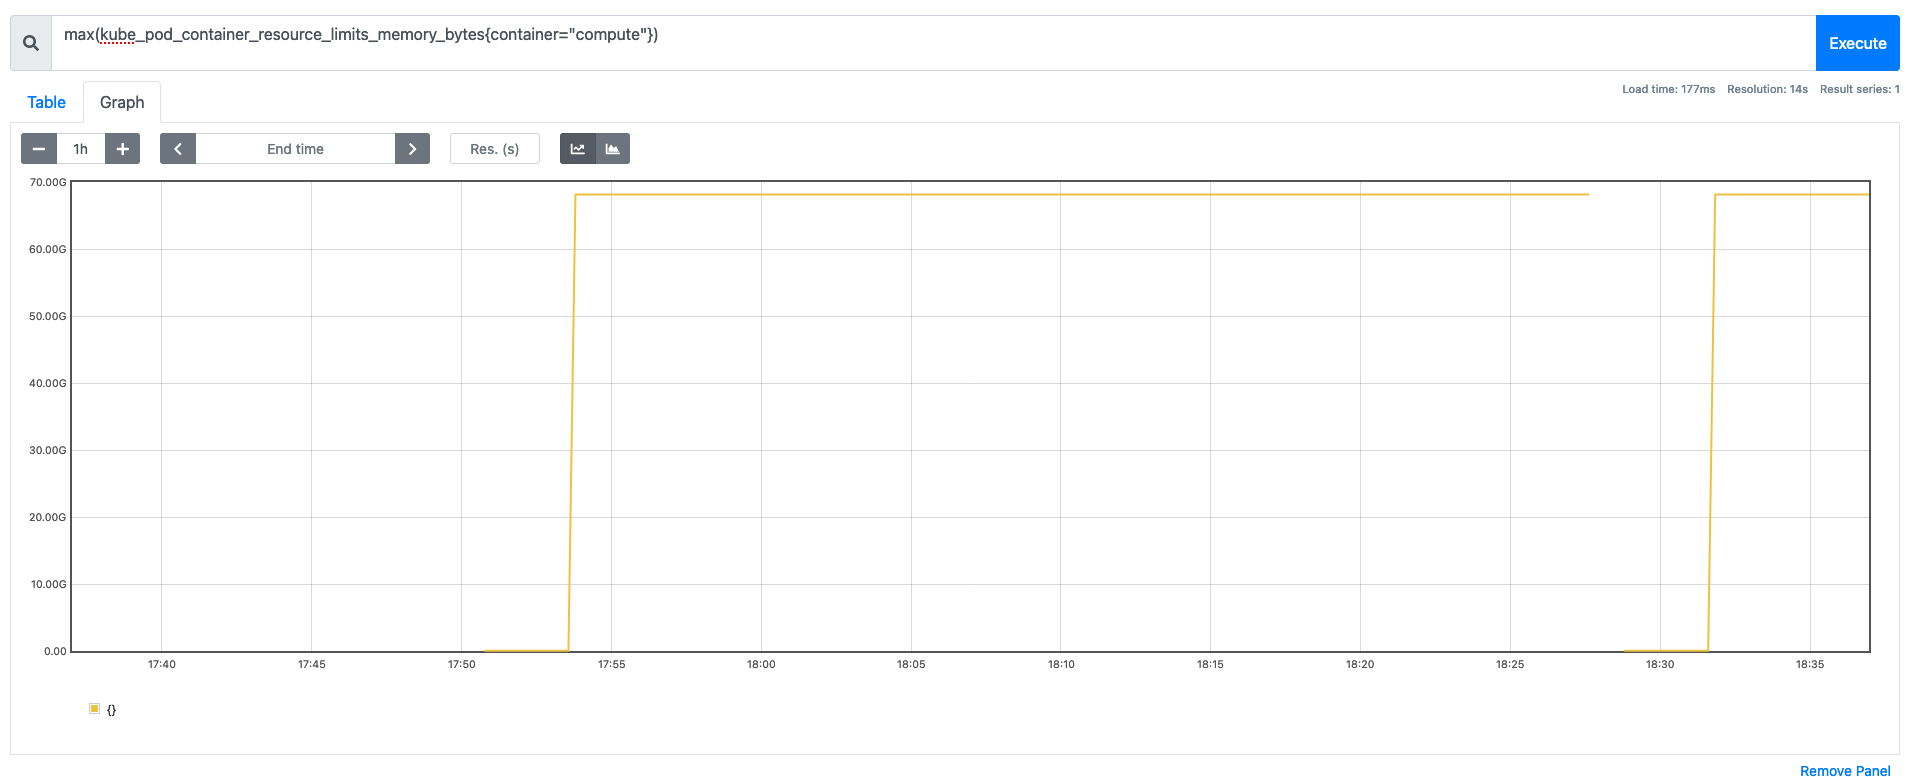 max(kube_pod_container_resource_limits_memory_bytes{container="compute"})
Execute
Table
Graph
Load time: 177ms Resolution: 14s Result series: 1
1h
End time
Res. (s)
70.00G
60.00G
50.00G
40.00G
30.00G
20.00G
10.00G
0.00
17:40 17:45 17:50 17:55 18:00 18:05 18:10 18:15 18:20 18:25 18:30 18:35
{}
Remove Panel